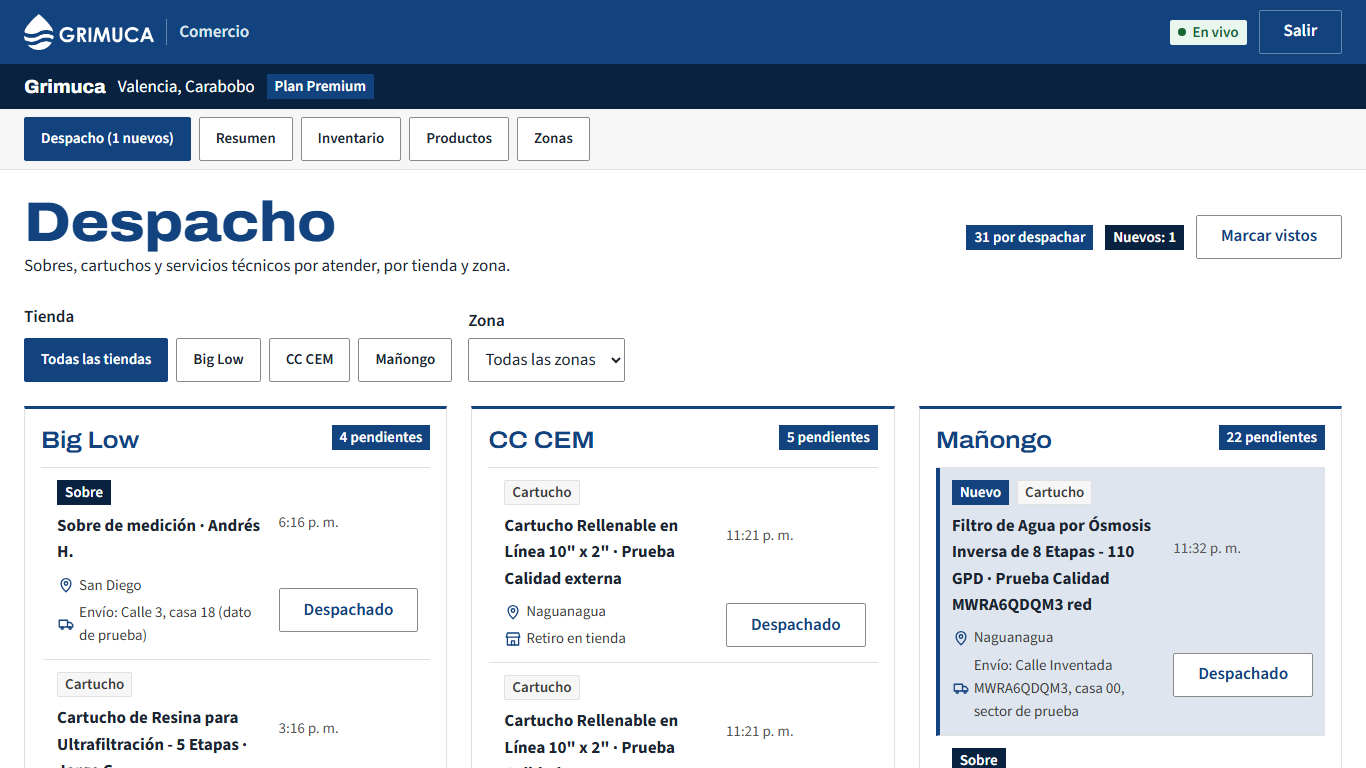 GRIMUCA Comercio En vivo Salir
Grimuca Valencia, Carabobo Plan Premium
Despacho (1 nuevos) Resumen Inventario Productos Zonas
Despacho
31 por despachar Nuevos: 1 Marcar vistos
Sobres, cartuchos y servicios técnicos por atender, por tienda y zona.
Tienda
Todas las tiendas Big Low CC CEM Mañongo
Zona
Todas las zonas
Big Low 4 pendientes
Sobre
Sobre de medición · Andrés
H.
6:16 p. m.
San Diego
Envío: Calle 3, casa 18 (dato
de prueba)
Despachado
Cartucho
Cartucho de Resina para
Ultrafiltración - 5 Etapas ·
3:16 p. m.
CC CEM 5 pendientes
Cartucho
Cartucho Rellenable en
Línea 10" x 2" · Prueba
Calidad externa
11:21 p. m.
Naguanagua
Retiro en tienda
Despachado
Cartucho
Cartucho Rellenable en
Línea 10" x 2" · Prueba
11:21 p. m.
Mañongo 22 pendientes
Nuevo Cartucho
Filtro de Agua por Ósmosis
Inversa de 8 Etapas - 110
GPD · Prueba Calidad
MWRA6QDQM3 red
11:32 p. m.
Naguanagua
Envío: Calle Inventada
MWRA6QDQM3, casa 00,
sector de prueba
Despachado
Sobre